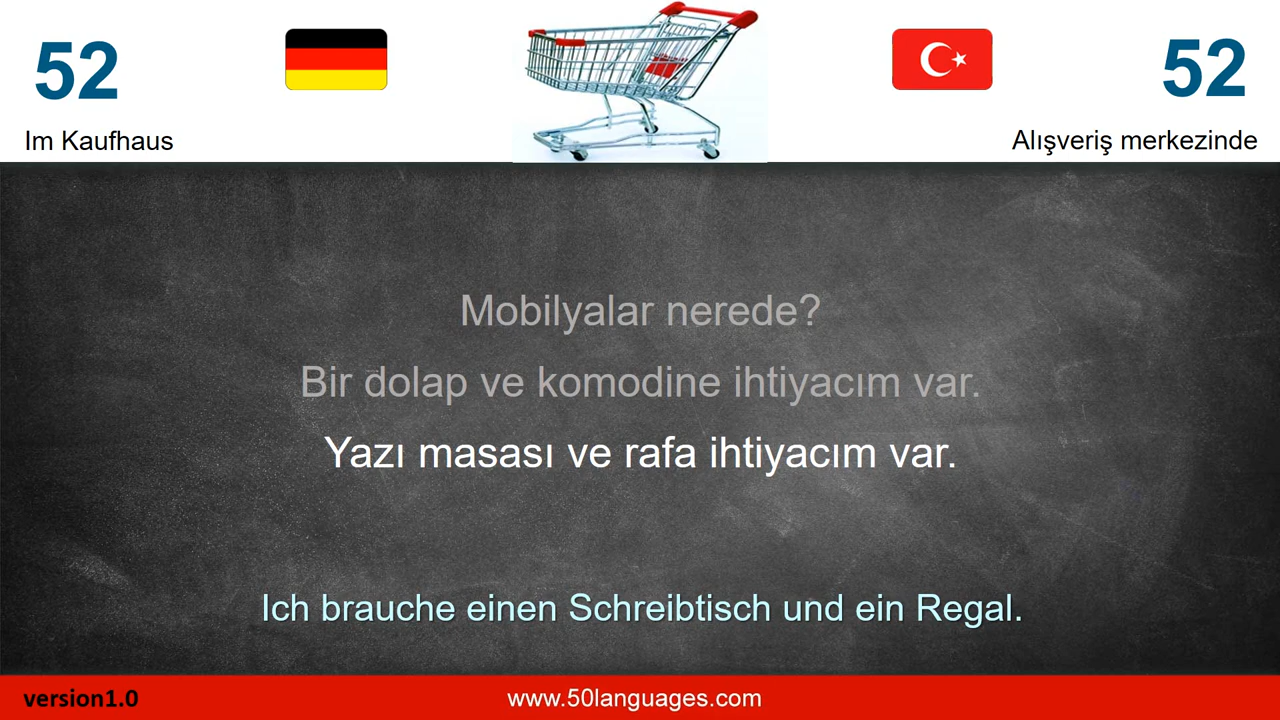 52
52
Im Kaufhaus
Alışveriş merkezinde
Mobilyalar nerede?
Bir dolap ve komodine ihtiyacım var.
Yazı masası ve rafa ihtiyacım var.
Ich brauche einen Schreibtisch und ein Regal.
version1.0
www.50languages.com